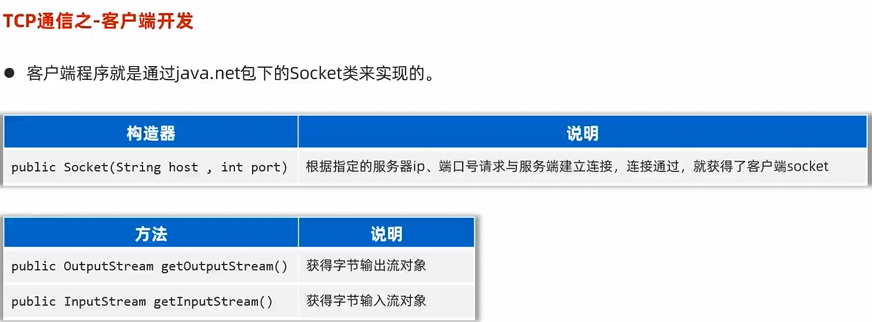 TCP通信之-客户端开发
● 客户端程序就是通过java.net包下的Socket类来实现的。
构造器 说明
public Socket(String host , int port) 根据指定的服务器ip、端口号请求与服务端建立连接，连接通过，就获得了客户端socket
方法 说明
public OutputStream getOutputStream() 获得字节输出流对象
public InputStream getInputStream() 获得字节输入流对象